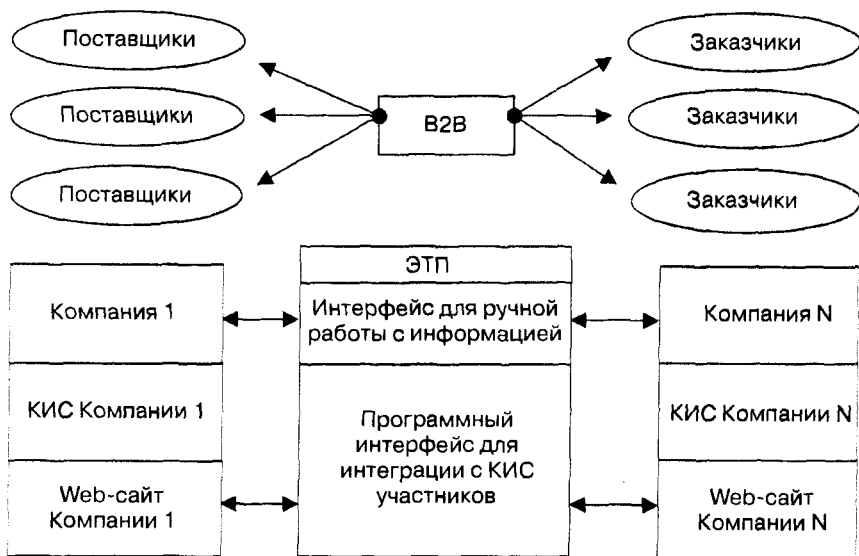 Поставщики
Заказчики
Поставщики
B2B
Заказчики
Поставщики
Заказчики
ЭТП
Компания 1
Интерфейс для ручной
работы с информацией
Компания N
КИС Компании 1
Программный
интерфейс для
интеграции с КИС
участников
КИС Компании N
Web-сайт
Компании 1
Web-сайт
Компании N